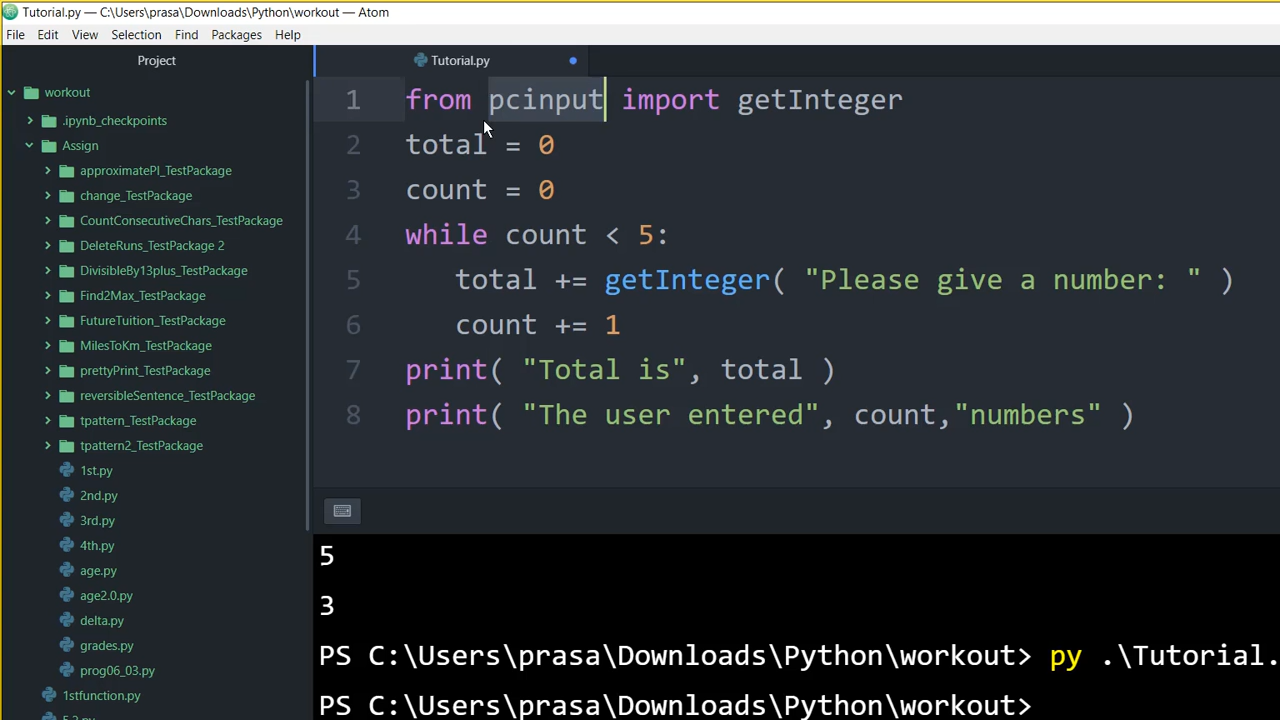 Tutorial.py — C:\Users\prasa\Downloads\Python\workout — Atom
File Edit View Selection Find Packages Help
Project
Tutorial.py
workout
.ipynb_checkpoints
Assign
approximatePI_TestPackage
change_TestPackage
CountConsecutiveChars_TestPackage
DeleteRuns_TestPackage 2
DivisibleBy13plus_TestPackage
Find2Max_TestPackage
FutureTuition_TestPackage
MilesToKm_TestPackage
prettyPrint_TestPackage
reversibleSentence_TestPackage
tpattern_TestPackage
tpattern2_TestPackage
1st.py
2nd.py
3rd.py
4th.py
age.py
age2.0.py
delta.py
grades.py
prog06_03.py
1stfunction.py
1 from pcinput import getInteger
2 total = 0
3 count = 0
4 while count < 5:
5 total += getInteger( "Please give a number: " )
6 count += 1
7 print( "Total is", total )
8 print( "The user entered", count,"numbers" )
5
3
PS C:\Users\prasa\Downloads\Python\workout> py .\Tutorial.
PS C:\Users\prasa\Downloads\Python\workout>